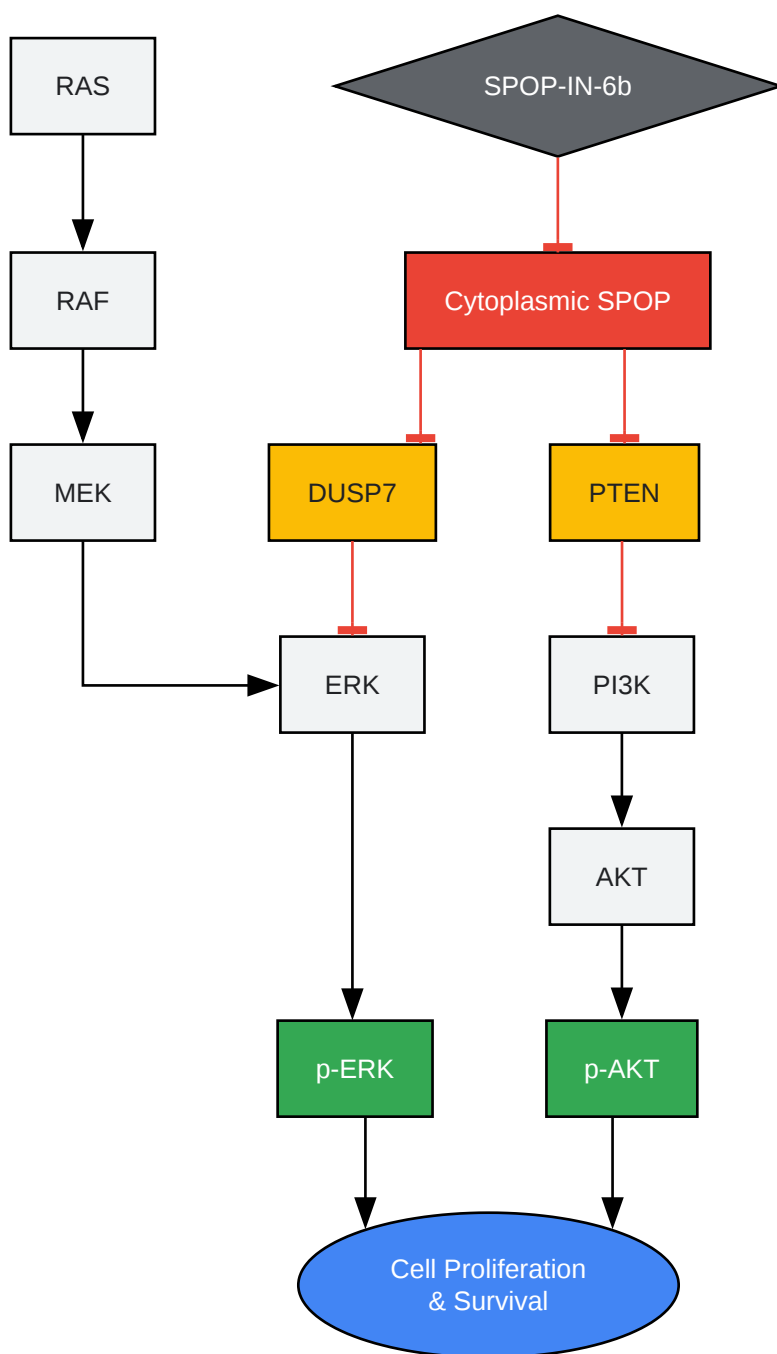 RAS
SPOP-IN-6b
RAF
Cytoplasmic SPOP
MEK
DUSP7
PTEN
ERK
PI3K
AKT
p-ERK
p-AKT
Cell Proliferation
& Survival